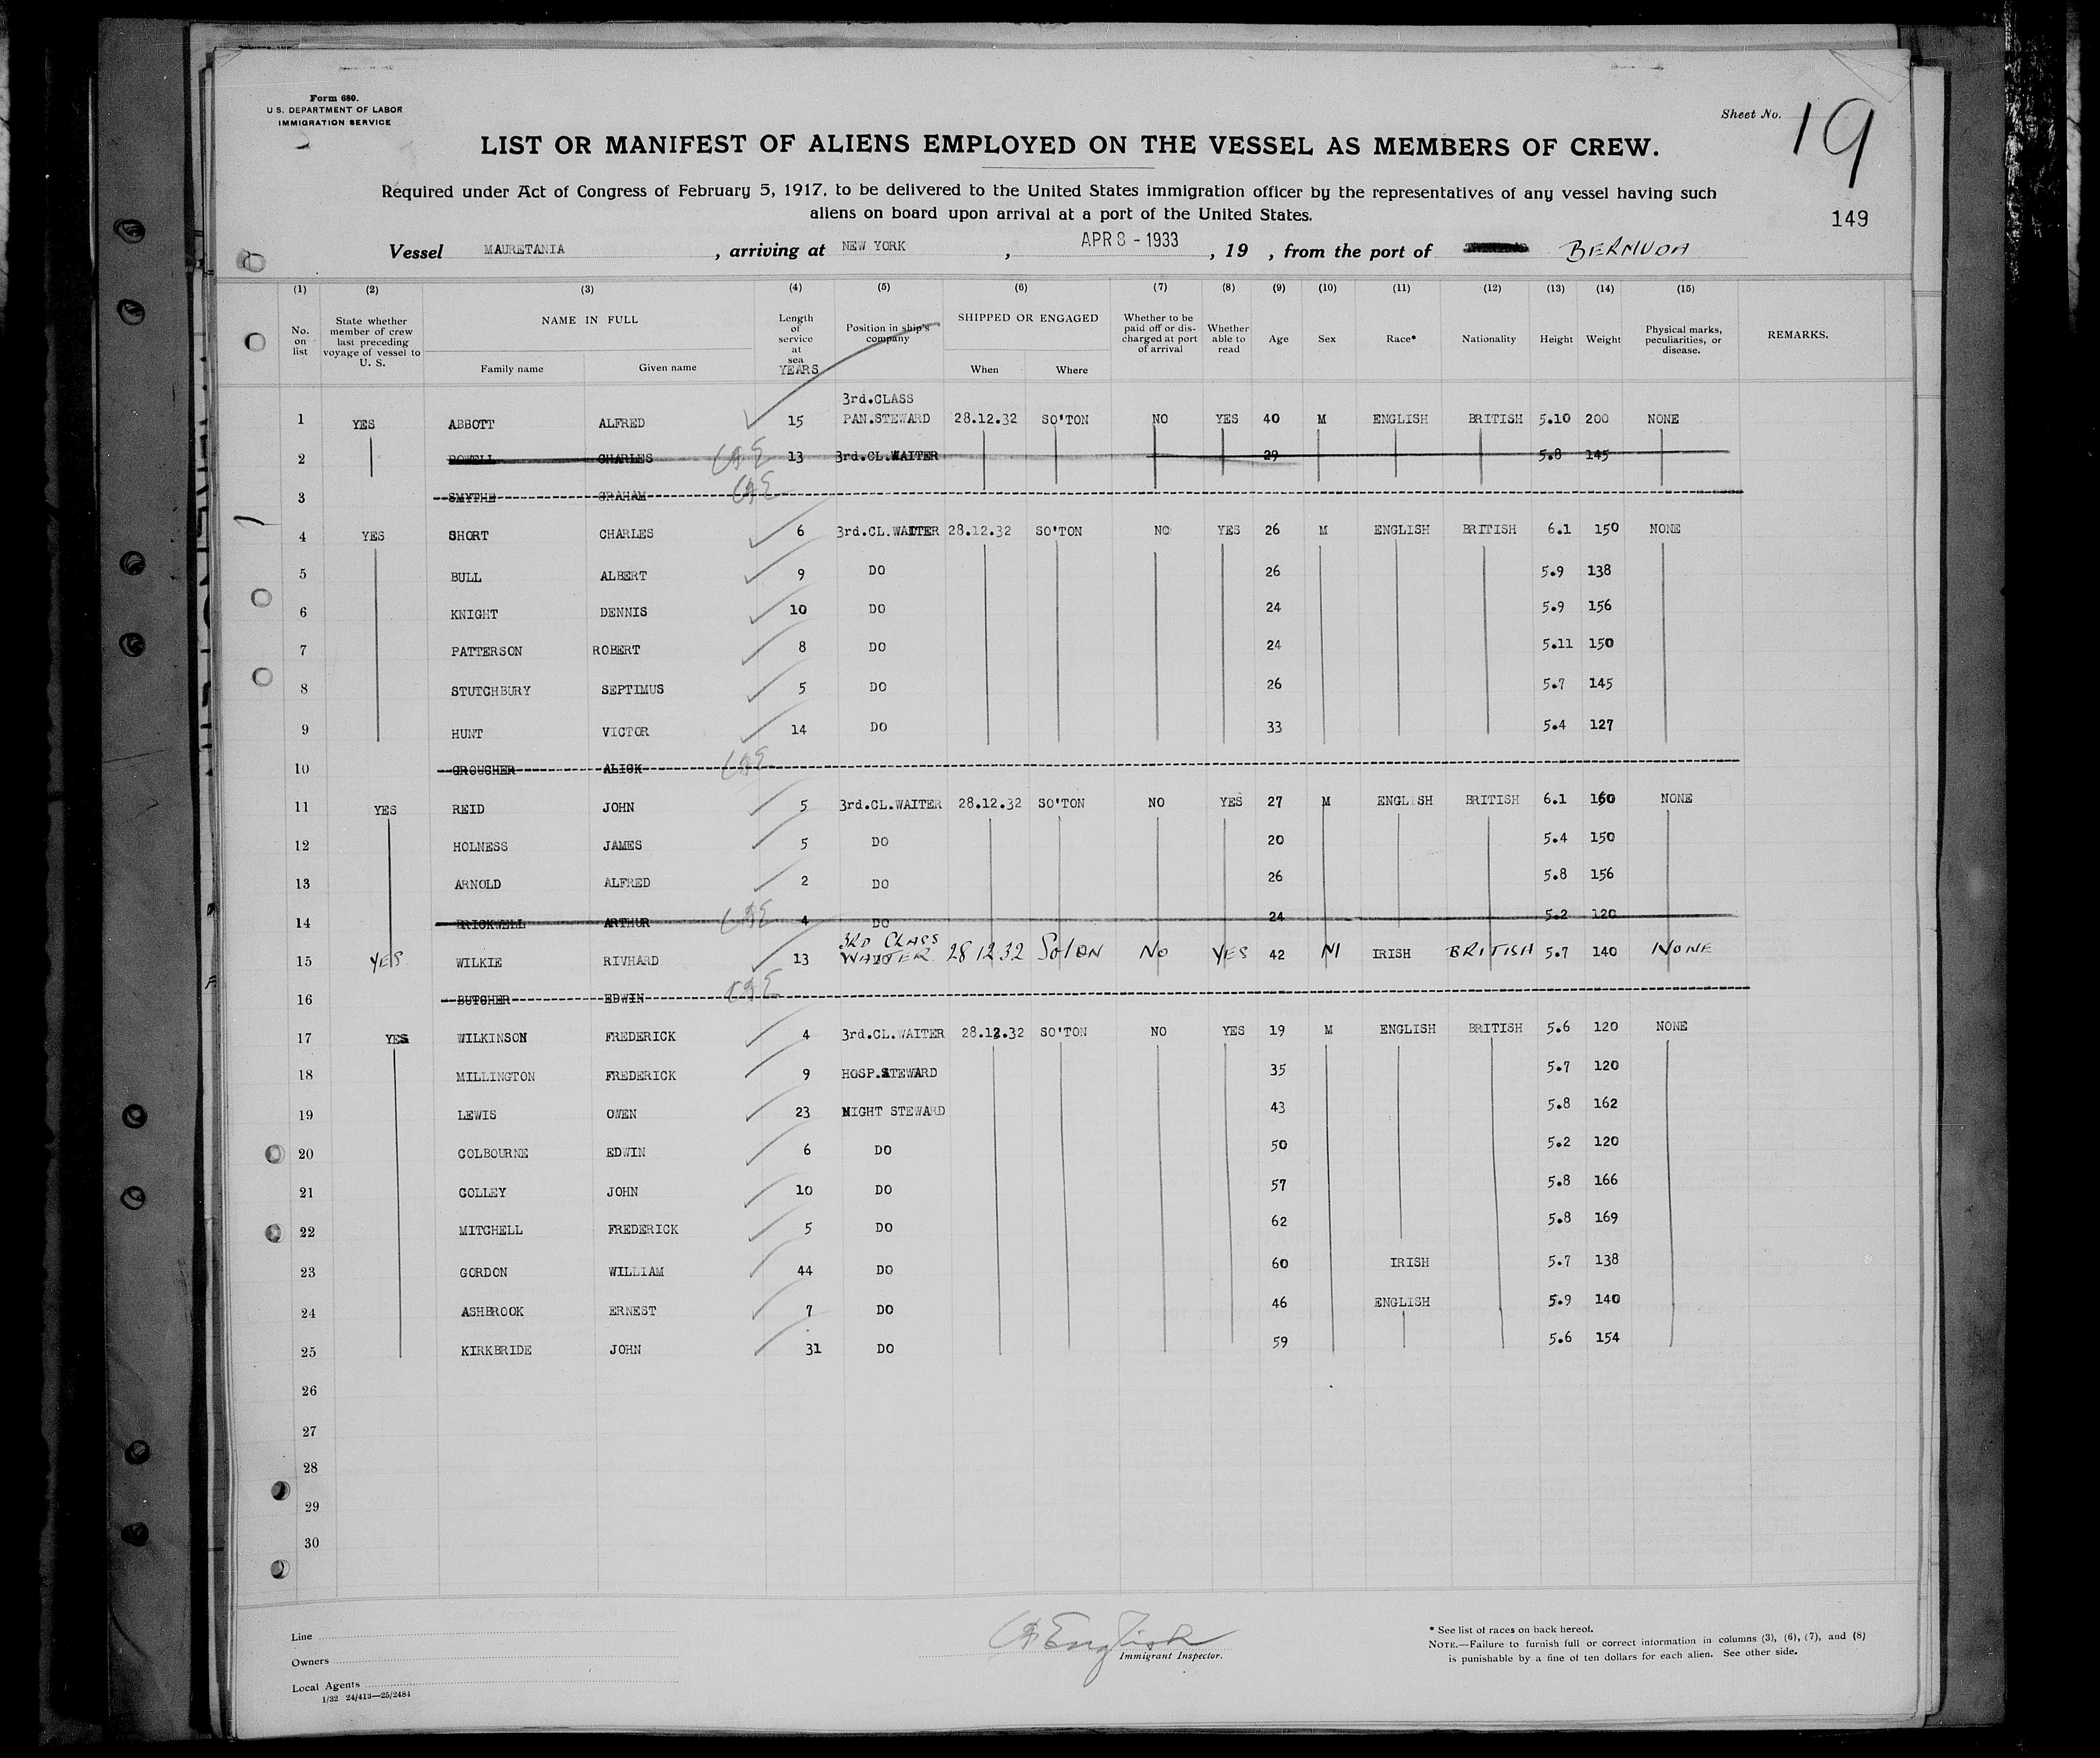 Form 680.
U.S. DEPARTMENT OF LABOR
IMMIGRATION SERVICE
Sheet No. 19
LIST OR MANIFEST OF ALIENS EMPLOYED ON THE VESSEL AS MEMBERS OF CREW.
Required under Act of Congress of February 5, 1917, to be delivered to the United States immigration officer by the representatives of any vessel having such
aliens on board upon arrival at a port of the United States.
149
Vessel MAURETANIA, arriving at NEW YORK, APR 8 - 1933, 19 , from the port of BERMUDA
(1) (2) (3) (4) (5) (6) (7) (8) (9) (10) (11) (12) (13) (14) (15)
No. on list State whether member of crew last preceding voyage of vessel to U. S. NAME IN FULL Family name Given name Length of service at sea YEARS Position in ship's company SHIPPED OR ENGAGED When Where Whether to be paid off or discharged at port of arrival Whether able to read Age Sex Race* Nationality Height Weight Physical marks, peculiarities, or disease. REMARKS.
1 YES ABBOTT ALFRED 15 3rd.CLASS PAN.STEWARD 28.12.32 SO'TON NO YES 40 M ENGLISH BRITISH 5.10 200 NONE
2 POWELL CHARLES 13 3rd.CL.WAITER 29 5.8 145
3 SMYTHE GRAHAM
4 YES SHORT CHARLES 6 3rd.CL.WAITER 28.12.32 SO'TON NO YES 26 M ENGLISH BRITISH 6.1 150 NONE
5 BULL ALBERT 9 DO 26 5.9 138
6 KNIGHT DENNIS 10 DO 24 5.9 156
7 PATTERSON ROBERT 8 DO 24 5.11 150
8 STUTCHBURY SEPTIMUS 5 DO 26 5.7 145
9 HUNT VICTOR 14 DO 33 5.4 127
10 CROUCHER ALICK
11 YES REID JOHN 5 3rd.CL.WAITER 28.12.32 SO'TON NO YES 27 M ENGLISH BRITISH 6.1 160 NONE
12 HOLNESS JAMES 5 DO 20 5.4 150
13 ARNOLD ALFRED 2 DO 26 5.8 156
14 BRICKWELL ARTHUR 4 DO 24 5.2 120
15 YES WILKIE RIVHARD 13 3RD CLASS WAITER 28 12 32 So'TON No YES 42 M IRISH BRITISH 5.7 140 NONE
16 BUTCHER EDWIN
17 YES WILKINSON FREDERICK 4 3rd.CL.WAITER 28.12.32 SO'TON NO YES 19 M ENGLISH BRITISH 5.6 120 NONE
18 MILLINGTON FREDERICK 9 HOSP.STEWARD 35 5.7 120
19 LEWIS OWEN 23 NIGHT STEWARD 43 5.8 162
20 COLBOURNE EDWIN 6 DO 50 5.2 120
21 COLLEY JOHN 10 DO 57 5.8 166
22 MITCHELL FREDERICK 5 DO 62 5.8 169
23 GORDON WILLIAM 44 DO 60 IRISH 5.7 138
24 ASHBROOK ERNEST 7 DO 46 ENGLISH 5.9 140
25 KIRKBRIDE JOHN 31 DO 59 5.6 154
26
27
28
29
30
Line
Owners
Local Agents
1/32 24/413—25/2484
English
Immigrant Inspector.
* See list of races on back hereof.
NOTE.—Failure to furnish full or correct information in columns (3), (6), (7), and (8)
is punishable by a fine of ten dollars for each alien. See other side.